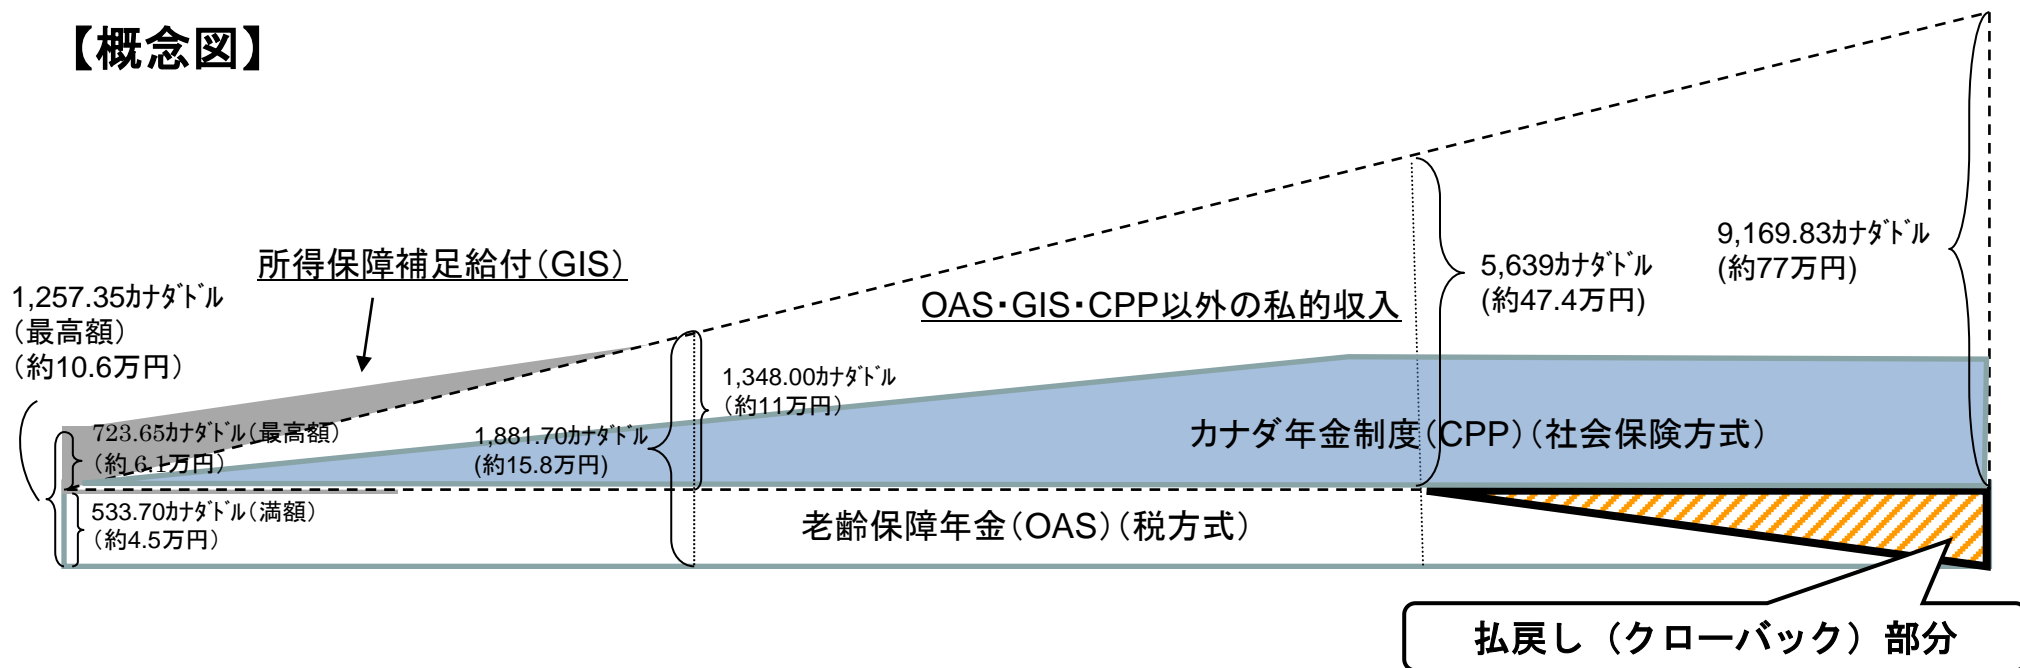 【概念図】
所得保障補足給付(GIS)
1,257.35カナダドル
(最高額)
(約10.6万円)
723.65カナダドル(最高額)
(約6.1万円)
533.70カナダドル(満額)
(約4.5万円)
1,881.70カナダドル
(約15.8万円)
1,348.00カナダドル
(約11万円)
OAS・GIS・CPP以外の私的収入
5,639カナダドル
(約47.4万円)
9,169.83カナダドル
(約77万円)
カナダ年金制度(CPP)(社会保険方式)
老齢保障年金(OAS)(税方式)
払戻し(クローバック)部分